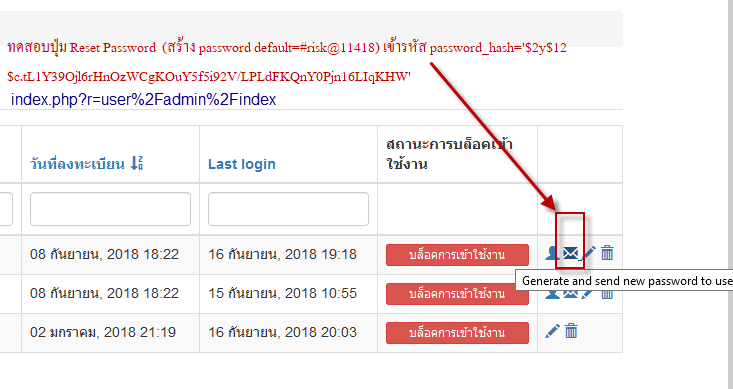 ทดสอบปุ่ม Reset Password (สร้าง password default=#risk@11418) เข้ารหัส password_hash='$2y$12
$c.tL1Y39Ojl6rHnOzWCgKOuY5f5i92V/LPLdFKQnY0Pjn16LIqKHW'
index.php?r=user%2Fadmin%2Findex
วันที่ลงทะเบียน Last login สถานะการบล็อคเข้า
ใช้งาน
08 กันยายน, 2018 18:22 16 กันยายน, 2018 19:18 บล็อคการเข้าใช้งาน
Generate and send new password to use
08 กันยายน, 2018 18:22 15 กันยายน, 2018 10:55 บล็อคการเข้าใช้งาน
02 มกราคม, 2018 21:19 16 กันยายน, 2018 20:03 บล็อคการเข้าใช้งาน